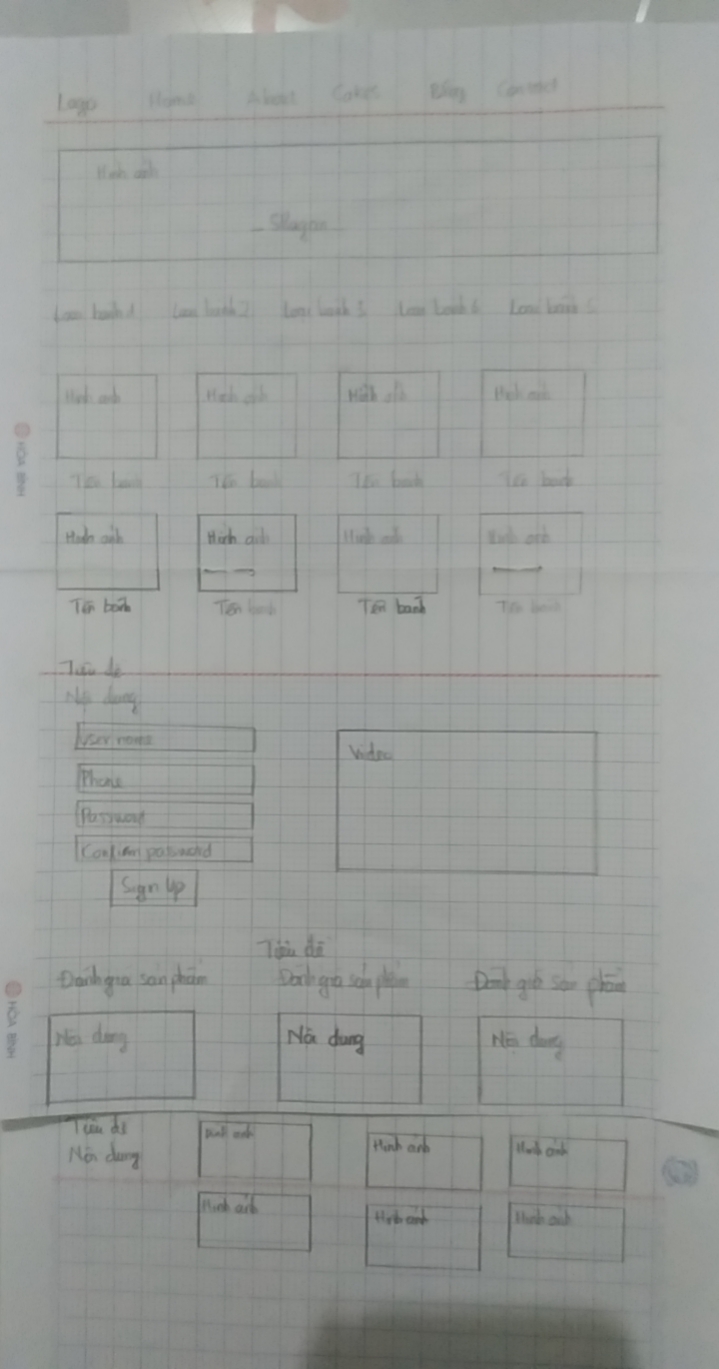 Logo Home About Cakes Blog Contact
Hình ảnh
Slogan
Loại bánh 1 Loại bánh 2 Loại bánh 3 Loại bánh 4 Loại bánh 5
Hình ảnh Hình ảnh Hình ảnh Hình ảnh
Tên bánh Tên bánh Tên bánh Tên bánh
Hình ảnh Hình ảnh Hình ảnh Hình ảnh
Tên bánh Tên bánh Tên bánh Tên bánh
Tiêu đề
Nội dung
User name
Video
Phone
Password
Confirm password
Sign Up
Tiêu đề
Đánh giá sản phẩm Đánh giá sản phẩm Đánh giá sản phẩm
Nội dung Nội dung Nội dung
Tiêu đề
Hình ảnh Hình ảnh Hình ảnh
Nội dung
Hình ảnh Hình ảnh Hình ảnh
HÒA BÌNH
HÒA BÌNH